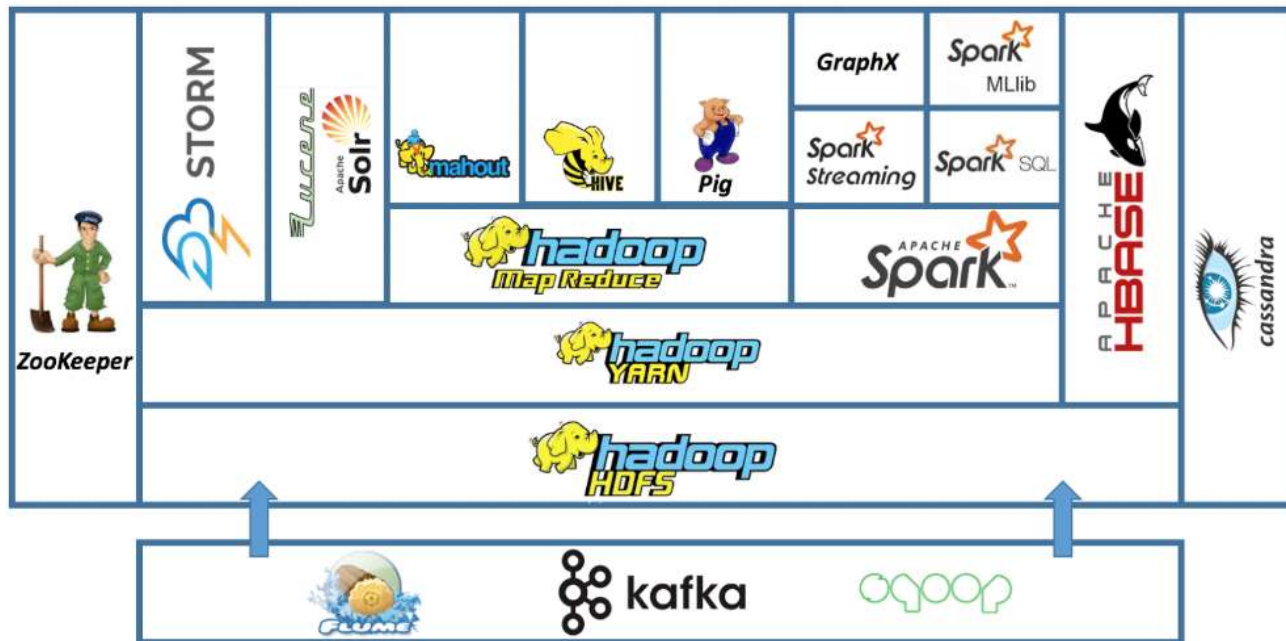 ZooKeeper
STORM
Lucene
Apache
Solr
mahout
HIVE
Pig
GraphX
Spark
MLlib
Spark
Streaming
Spark SQL
hadoop
Map Reduce
APACHE
Spark
TM
APACHE
HBASE
cassandra
hadoop
YARN
hadoop
HDFS
FLUME
kafka
sqoop